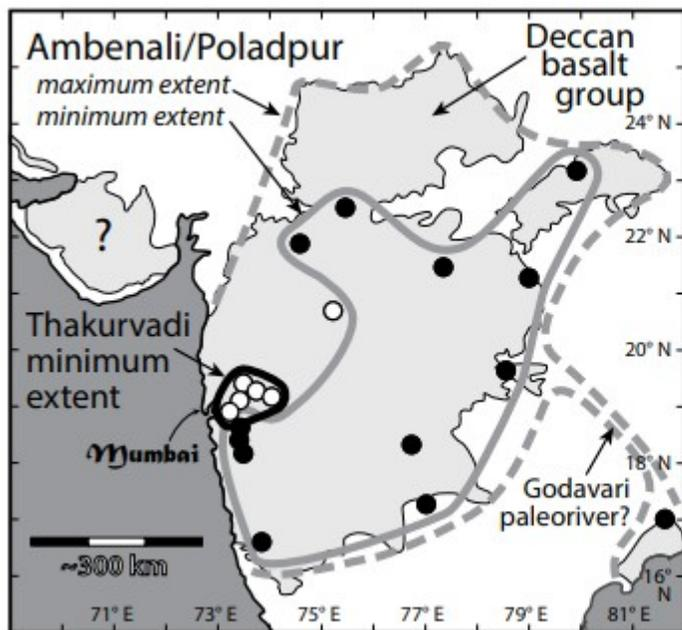 Ambenali/Poladpur
maximum extent
minimum extent
Deccan
basalt
group
24° N
?
22° N
Thakurvadi
minimum
extent
20° N
Mumbai
18° N
Godavari
paleoriver?
~300 km
16°
N
71° E
73° E
75° E
77° E
79° E
81° E